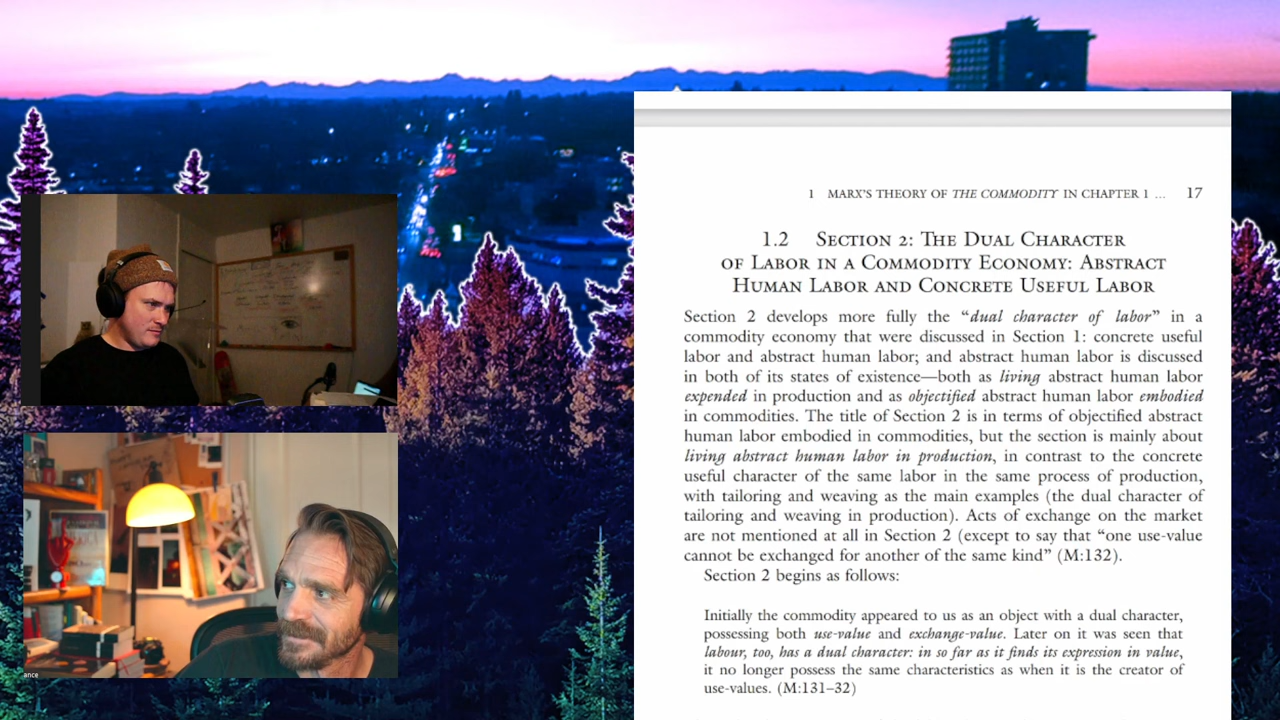 1 MARX'S THEORY OF THE COMMODITY IN CHAPTER 1 ... 17
1.2 SECTION 2: THE DUAL CHARACTER
OF LABOR IN A COMMODITY ECONOMY: ABSTRACT
HUMAN LABOR AND CONCRETE USEFUL LABOR
Section 2 develops more fully the “dual character of labor” in a
commodity economy that were discussed in Section 1: concrete useful
labor and abstract human labor; and abstract human labor is discussed
in both of its states of existence—both as living abstract human labor
expended in production and as objectified abstract human labor embodied
in commodities. The title of Section 2 is in terms of objectified abstract
human labor embodied in commodities, but the section is mainly about
living abstract human labor in production, in contrast to the concrete
useful character of the same labor in the same process of production,
with tailoring and weaving as the main examples (the dual character of
tailoring and weaving in production). Acts of exchange on the market
are not mentioned at all in Section 2 (except to say that “one use-value
cannot be exchanged for another of the same kind” (M:132).
Section 2 begins as follows:
Initially the commodity appeared to us as an object with a dual character,
possessing both use-value and exchange-value. Later on it was seen that
labour, too, has a dual character: in so far as it finds its expression in value,
it no longer possess the same characteristics as when it is the creator of
use-values. (M:131–32)
ance